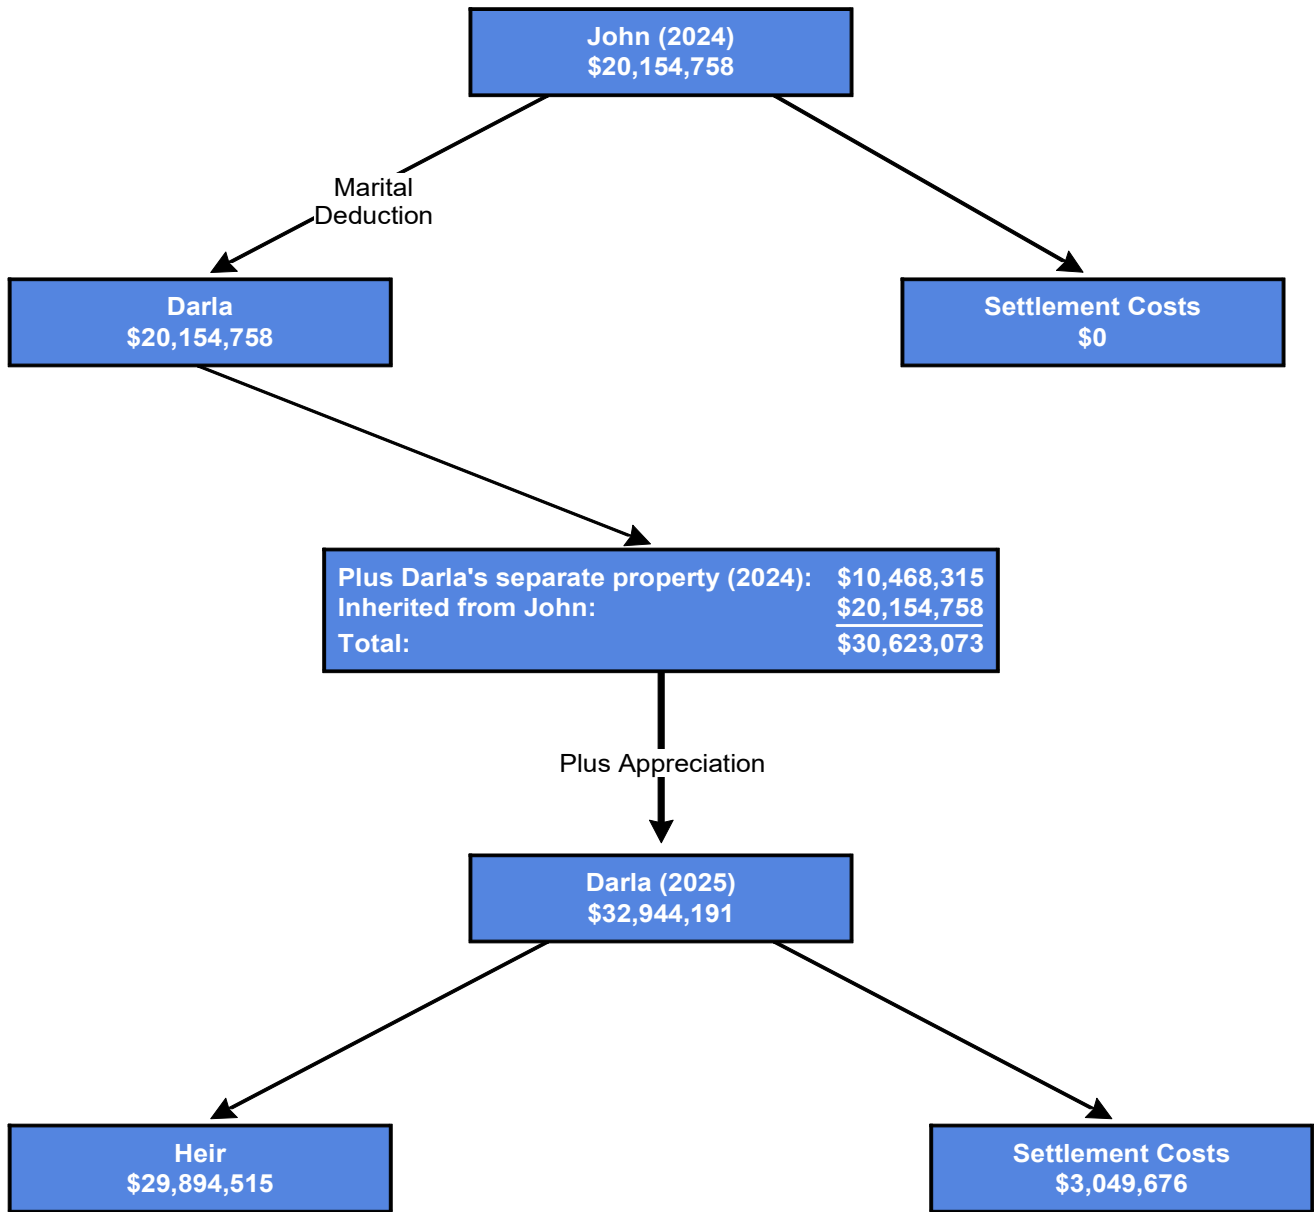 John (2024)
$20,154,758
Marital
Deduction
Darla
$20,154,758
Settlement Costs
$0
Plus Darla's separate property (2024): $10,468,315
Inherited from John: $20,154,758
Total: $30,623,073
Plus Appreciation
Darla (2025)
$32,944,191
Heir
$29,894,515
Settlement Costs
$3,049,676